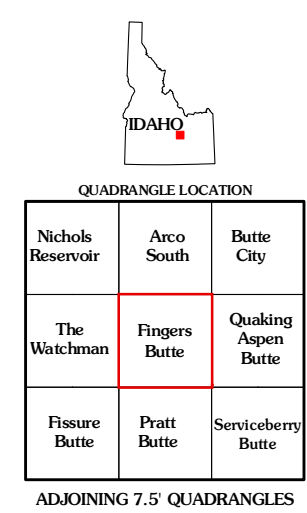 IDAHO
QUADRANGLE LOCATION
Nichols
Reservoir
Arco
South
Butte
City
The
Watchman
Fingers
Butte
Quaking
Aspen
Butte
Fissure
Butte
Pratt
Butte
Serviceberry
Butte
ADJOINING 7.5' QUADRANGLES